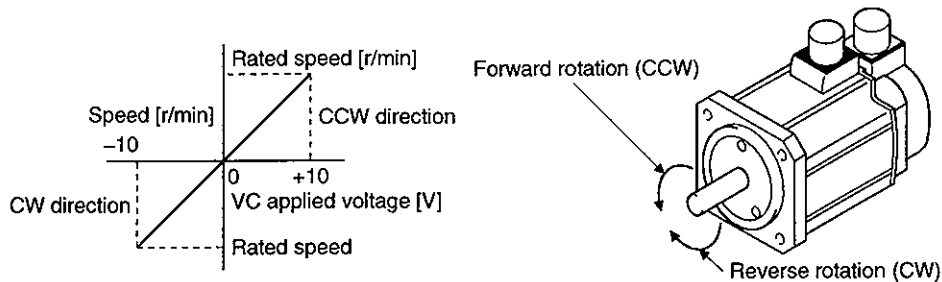 Rated speed [r/min]
Speed [r/min]
CCW direction
−10
0
+10
CW direction
VC applied voltage [V]
Rated speed
Forward rotation (CCW)
Reverse rotation (CW)